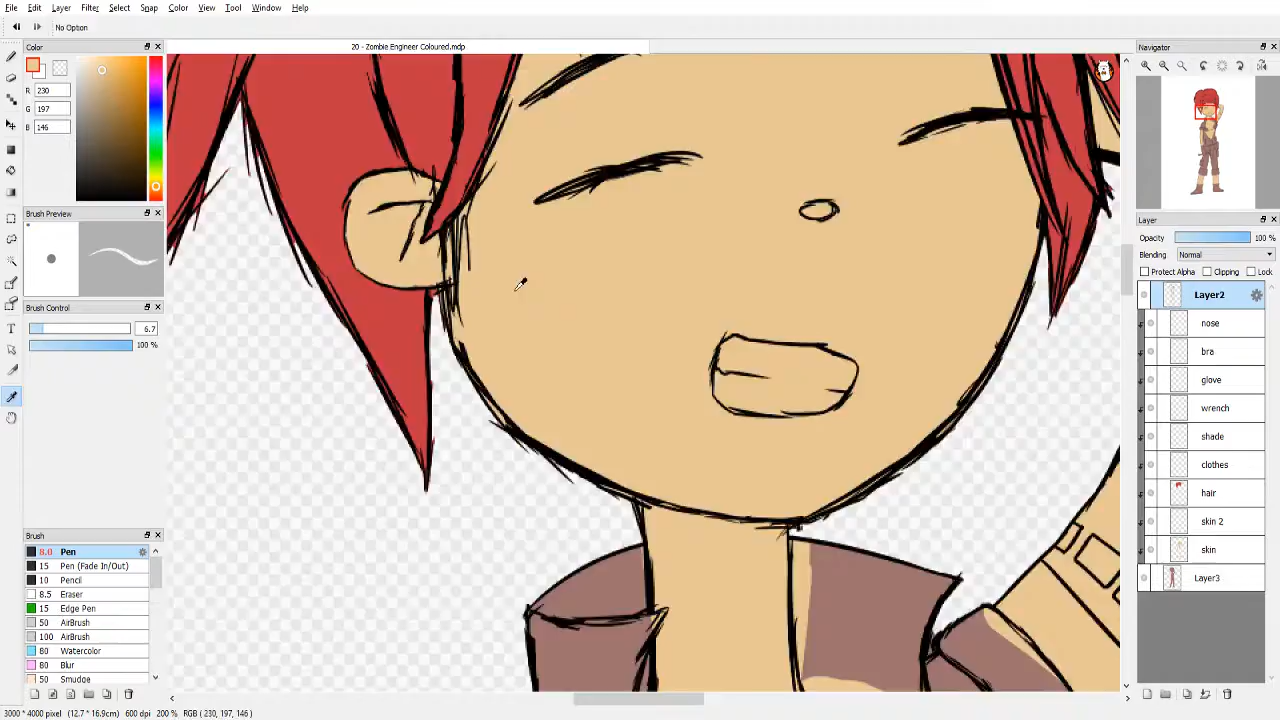 File Edit Layer Filter Select Snap Color View Tool Window Help
No Option
Color
R 230
G 197
B 146
Brush Preview
Brush Control
6.7
100 %
Brush
8.0 Pen
15 Pen (Fade In/Out)
10 Pencil
8.5 Eraser
15 Edge Pen
50 AirBrush
100 AirBrush
80 Watercolor
80 Blur
50 Smudge
20 - Zombie Engineer Coloured.mdp
Navigator
Layer
Opacity 100 %
Blending Normal
Protect Alpha Clipping Lock
Layer2
nose
bra
glove
wrench
shade
clothes
hair
skin 2
skin
Layer3
3000 * 4000 pixel (12.7 * 16.9cm) 600 dpi 200 % RGB ( 230, 197, 146 )